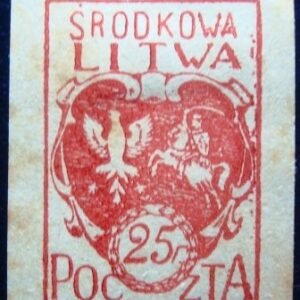 ŚRODKOWA
LITWA
25 F.
POCZTA